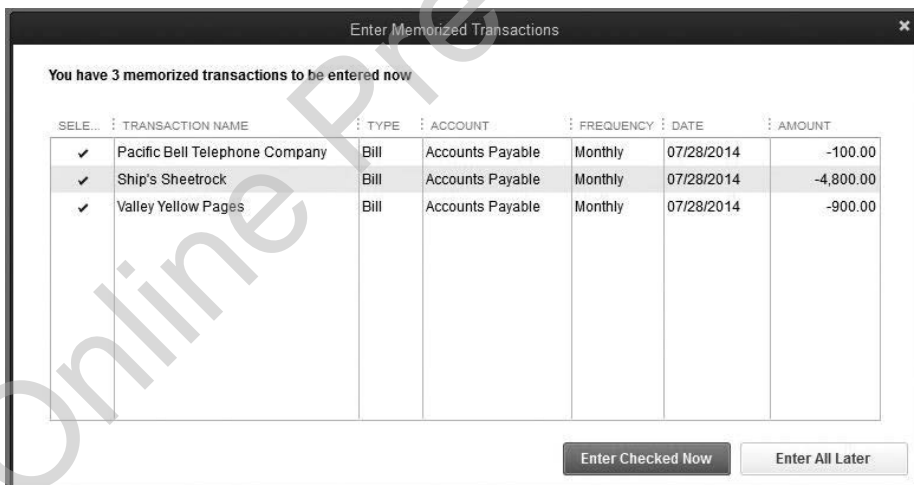 Enter Memorized Transactions
You have 3 memorized transactions to be entered now
SELE... TRANSACTION NAME TYPE ACCOUNT FREQUENCY DATE AMOUNT
✓ Pacific Bell Telephone Company Bill Accounts Payable Monthly 07/28/2014 -100.00
✓ Ship's Sheetrock Bill Accounts Payable Monthly 07/28/2014 -4,800.00
✓ Valley Yellow Pages Bill Accounts Payable Monthly 07/28/2014 -900.00
Enter Checked Now Enter All Later
Online Pre